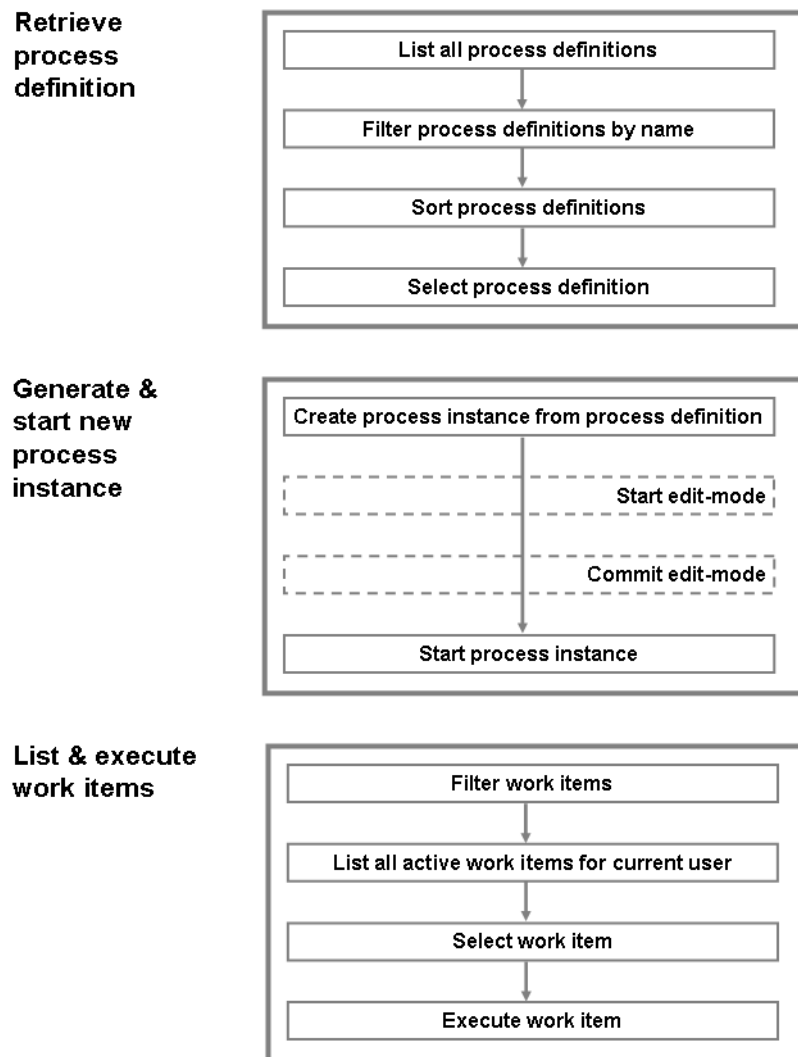 Retrieve
process
definition
List all process definitions
Filter process definitions by name
Sort process definitions
Select process definition
Generate &
start new
process
instance
Create process instance from process definition
Start edit-mode
Commit edit-mode
Start process instance
List & execute
work items
Filter work items
List all active work items for current user
Select work item
Execute work item